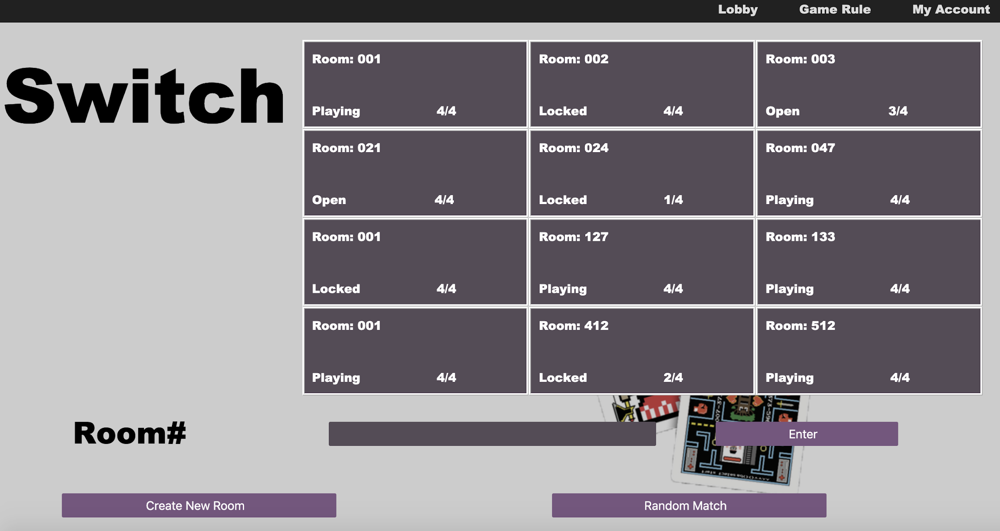 Lobby Game Rule My Account
Switch
Room: 001
Playing 4/4
Room: 002
Locked 4/4
Room: 003
Open 3/4
Room: 021
Open 4/4
Room: 024
Locked 1/4
Room: 047
Playing 4/4
Room: 001
Locked 4/4
Room: 127
Playing 4/4
Room: 133
Playing 4/4
Room: 001
Playing 4/4
Room: 412
Locked 2/4
Room: 512
Playing 4/4
Room#
Enter
Create New Room
Random Match